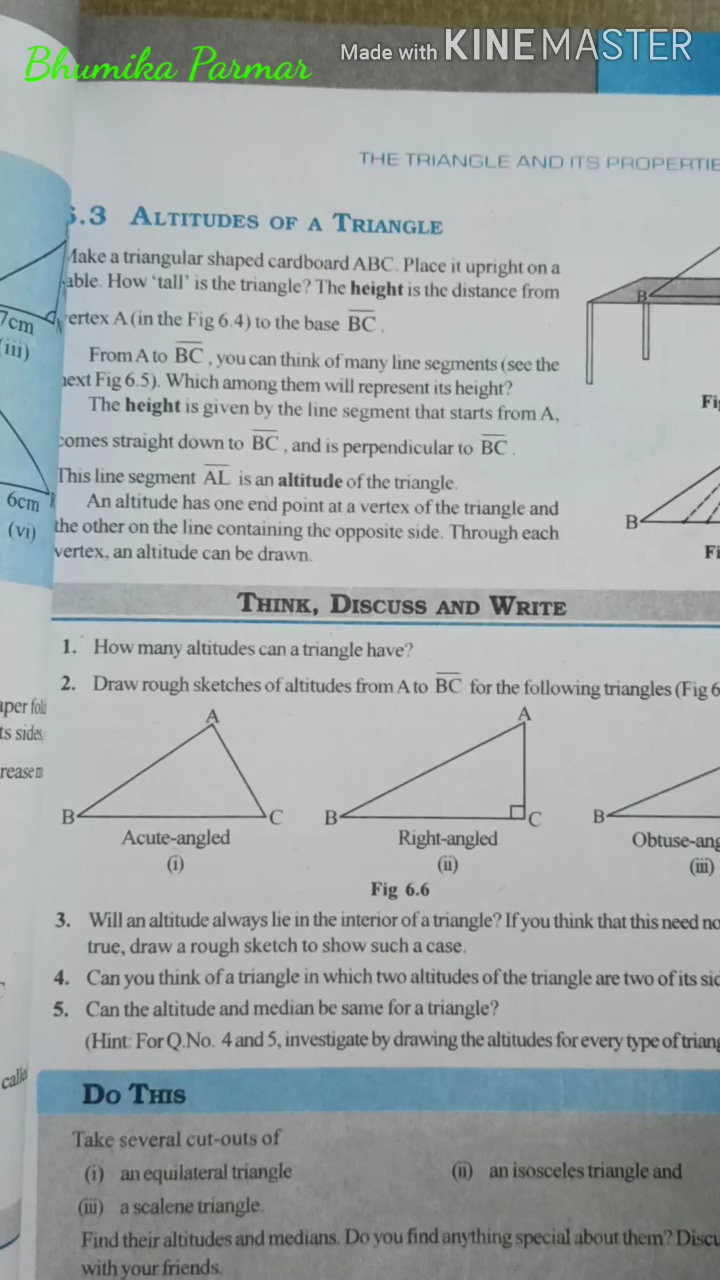 Bhumika Parmar
Made with KINEMASTER
THE TRIANGLE AND ITS
.3 ALTITUDES OF A TRIANGLE
Make a triangular shaped cardboard ABC. Place it upright on a
able. How 'tall' is the triangle? The height is the distance from
ertex A (in the Fig 6.4) to the base BC.
From A to BC, you can think of many line segments (see the
next Fig 6.5). Which among them will represent its height?
The height is given by the line segment that starts from A,
comes straight down to BC, and is perpendicular to BC.
This line segment AL is an altitude of the triangle.
An altitude has one end point at a vertex of the triangle and
the other on the line containing the opposite side. Through each
vertex, an altitude can be drawn.
7cm
(iii)
6cm
(vi)
B
B
THINK, DISCUSS AND WRITE
1. How many altitudes can a triangle have?
2. Draw rough sketches of altitudes from A to BC for the following triangles (Fig 6
A
B
C
Acute-angled
(i)
A
B
C
Right-angled
(ii)
B
(iii)
Fig 6.6
3. Will an altitude always lie in the interior of a triangle? If you think that this need
true, draw a rough sketch to show such a case.
4. Can you think of a triangle in which two altitudes of the triangle are two of its
5. Can the altitude and median be same for a triangle?
(Hint: For Q.No. 4 and 5, investigate by drawing the altitudes for every type of
DO THIS
Take several cut-outs of
(i) an equilateral triangle
(ii) an isosceles triangle and
(iii) a scalene triangle.
Find their altitudes and medians. Do you find anything special about them?
with your friends.